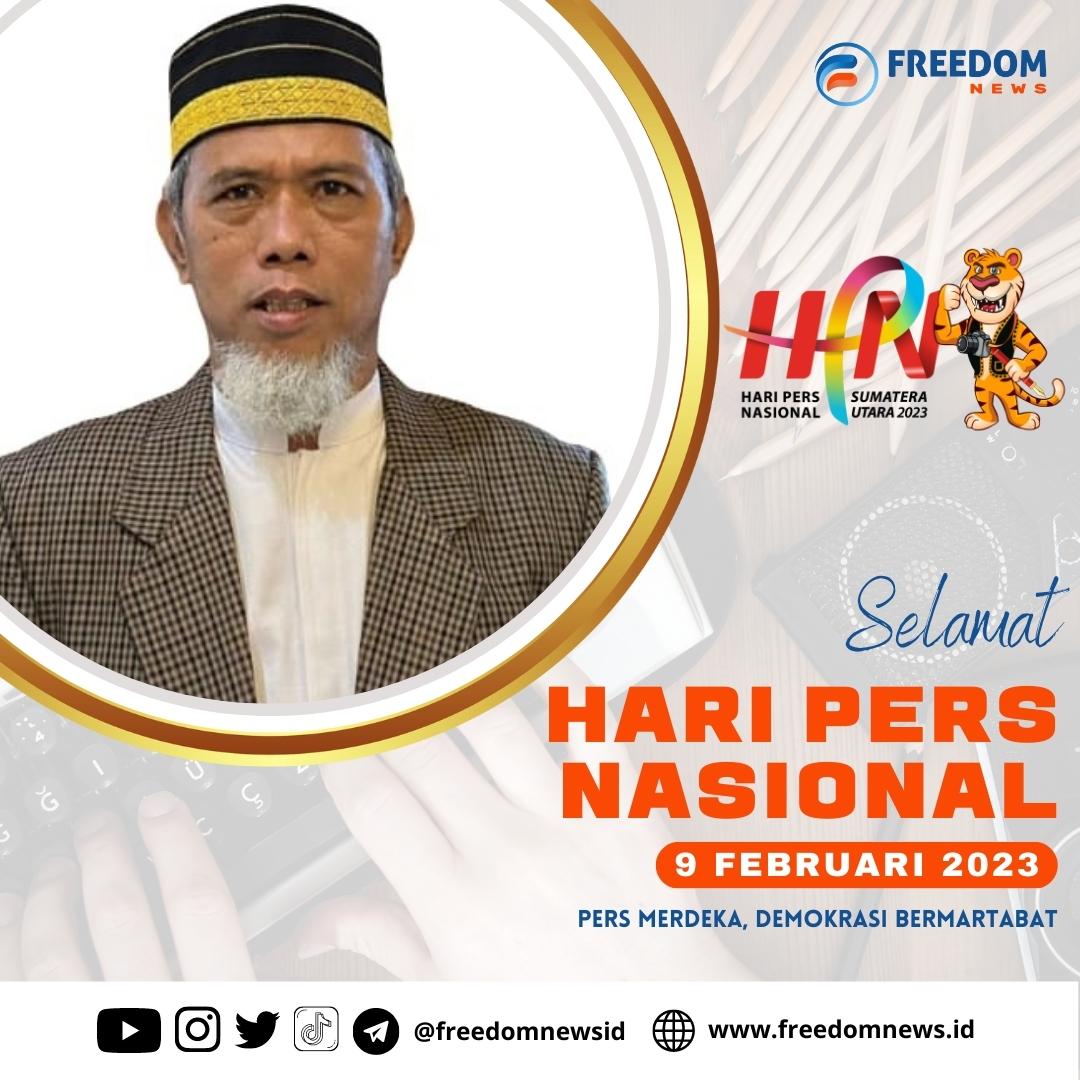 FREEDOM
NEWS
HPN
HARI PERS
NASIONAL
SUMATERA
UTARA 2023
Selamat
HARI PERS
NASIONAL
9 FEBRUARI 2023
PERS MERDEKA, DEMOKRASI BERMARTABAT
@freedomnewsid
www.freedomnews.id